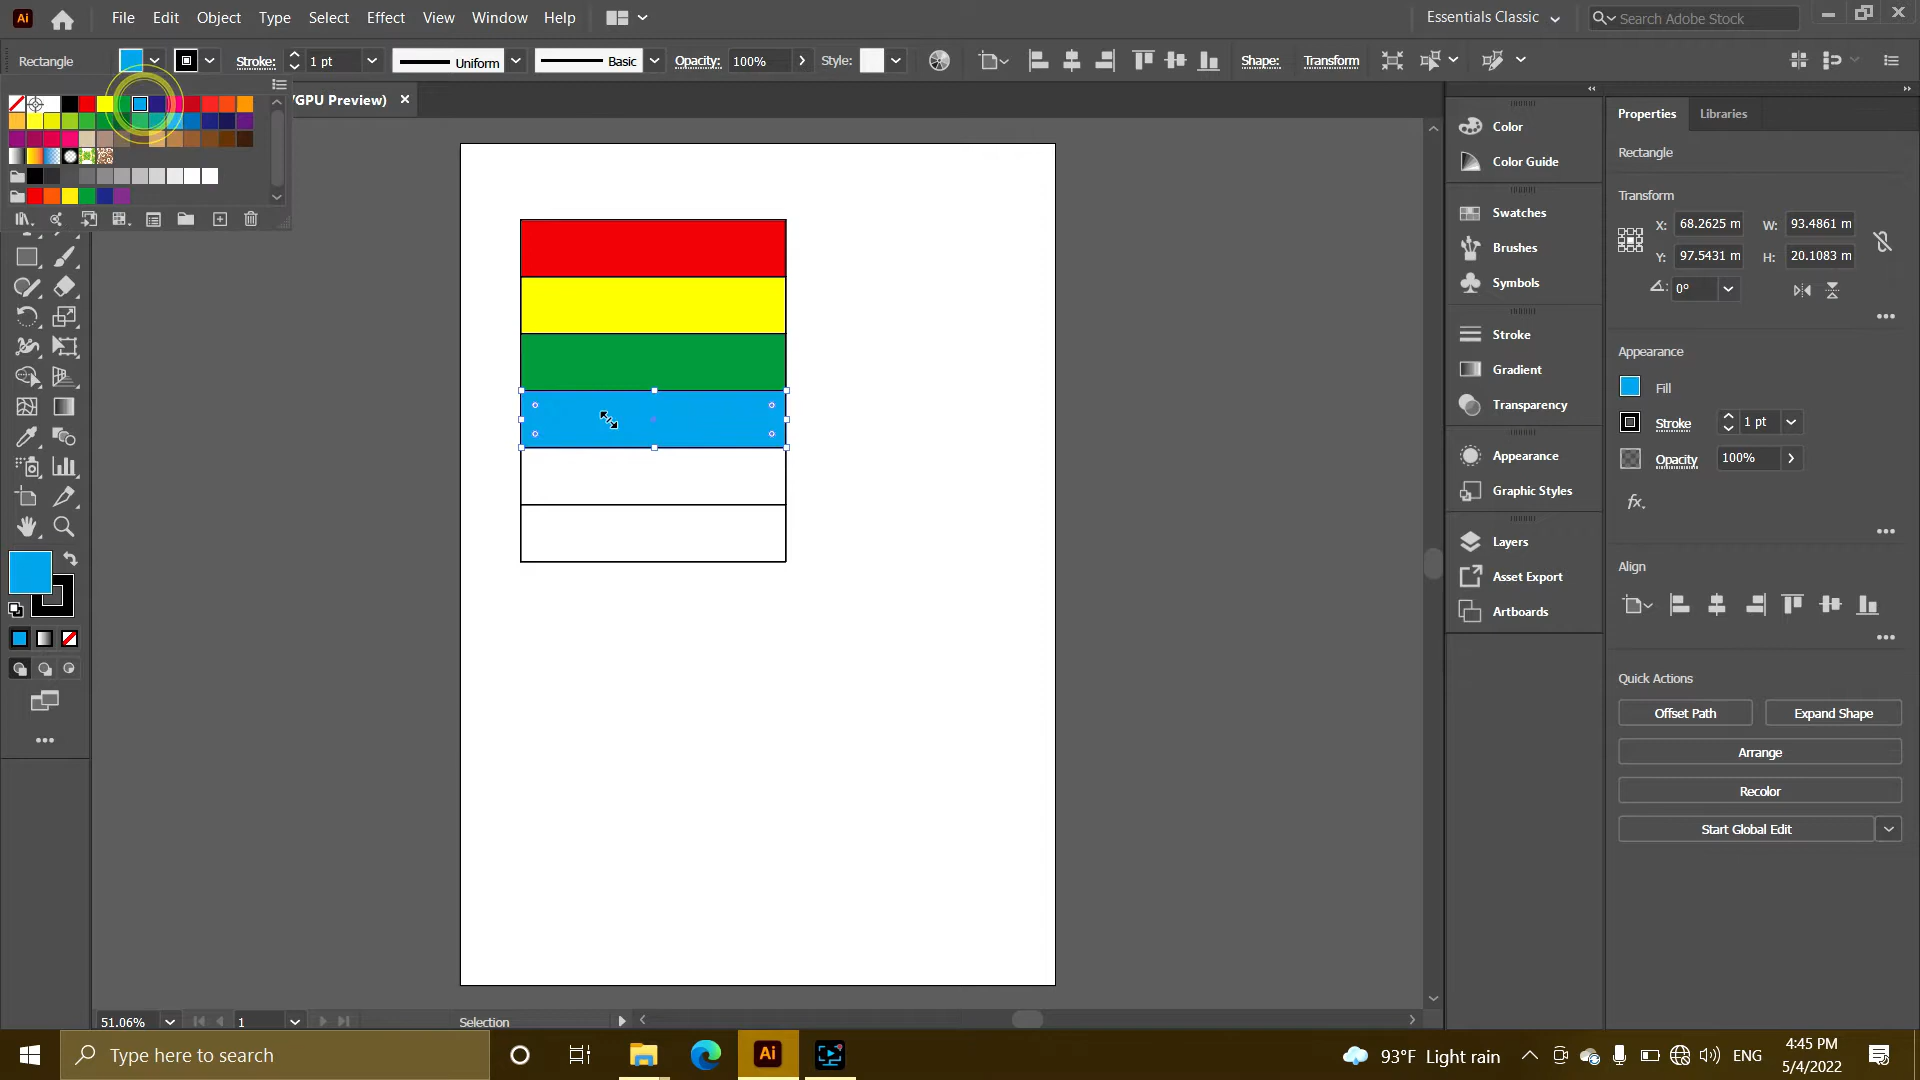 Ai File Edit Object Type Select Effect View Window Help Essentials Classic Search Adobe Stock
Rectangle Stroke: 1 pt Uniform Basic Opacity: 100% Style: Shape: Transform
/GPU Preview) ×
Properties Libraries
Color
Color Guide
Swatches
Brushes
Symbols
Stroke
Gradient
Transparency
Appearance
Graphic Styles
Layers
Asset Export
Artboards
Rectangle
Transform
X: 68.2625 m W: 93.4861 m
Y: 97.5431 m H: 20.1083 m
0°
Appearance
Fill
Stroke 1 pt
Opacity 100%
fx
Align
Quick Actions
Offset Path Expand Shape
Arrange
Recolor
Start Global Edit
51.06% 1 Selection
Type here to search Ai 93°F Light rain ENG
4:45 PM
5/4/2022